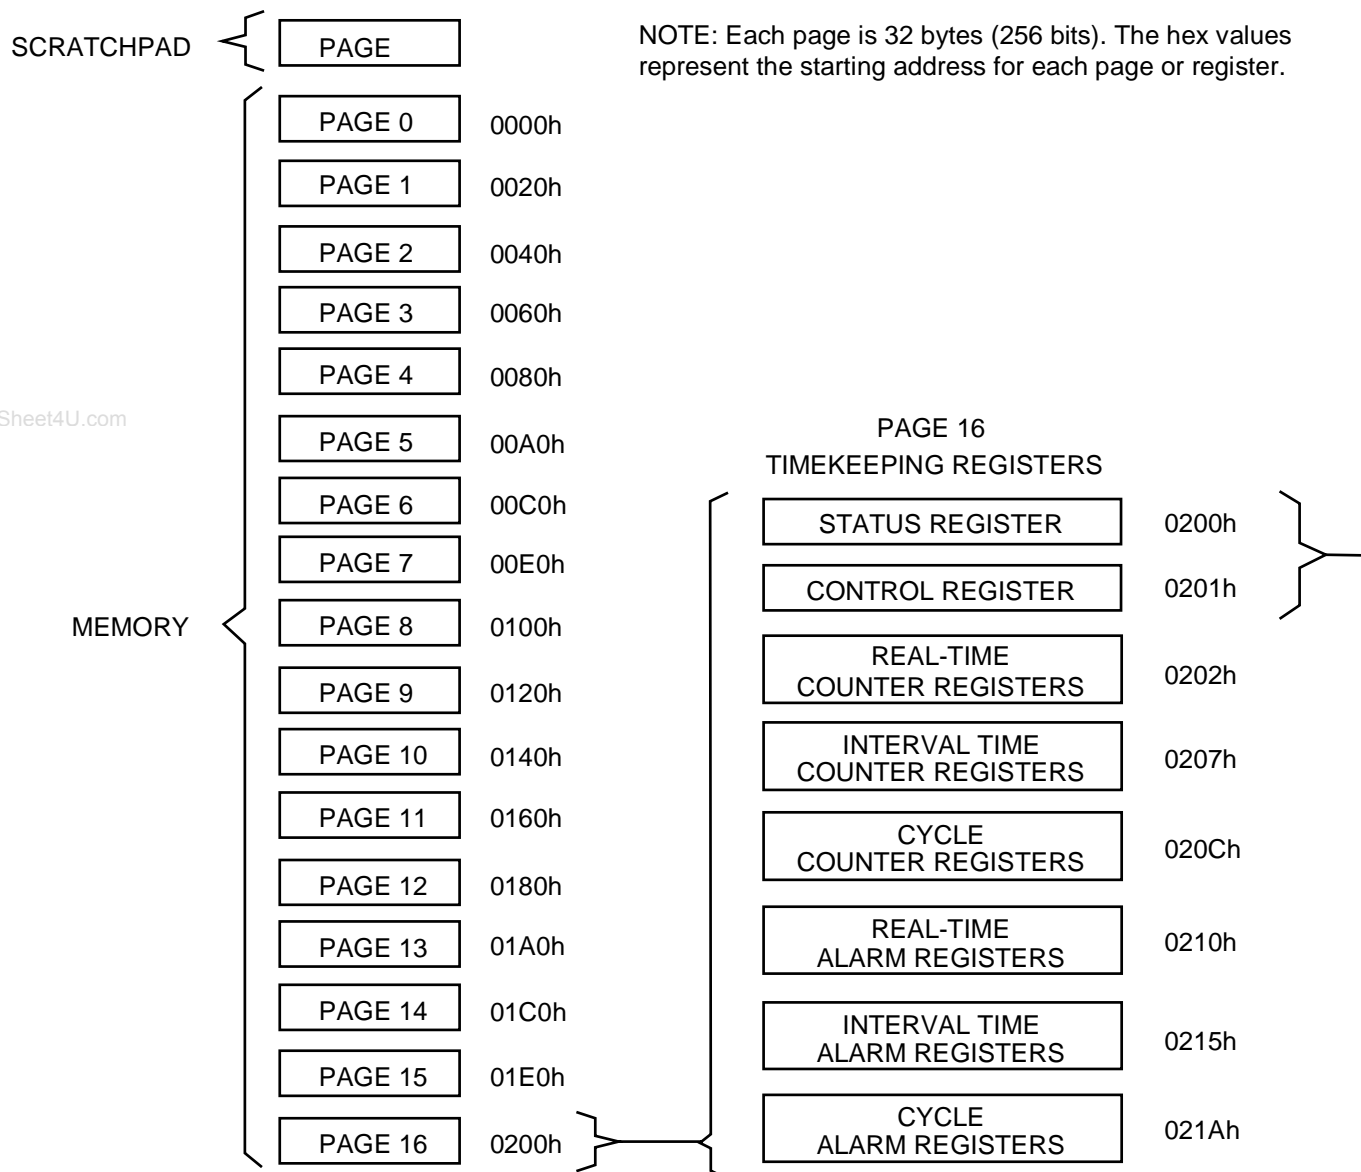 SCRATCHPAD
PAGE
NOTE: Each page is 32 bytes (256 bits). The hex values
represent the starting address for each page or register.
MEMORY
PAGE 0 0000h
PAGE 1 0020h
PAGE 2 0040h
PAGE 3 0060h
PAGE 4 0080h
PAGE 5 00A0h
PAGE 6 00C0h
PAGE 7 00E0h
PAGE 8 0100h
PAGE 9 0120h
PAGE 10 0140h
PAGE 11 0160h
PAGE 12 0180h
PAGE 13 01A0h
PAGE 14 01C0h
PAGE 15 01E0h
PAGE 16 0200h
Sheet4U.com
PAGE 16
TIMEKEEPING REGISTERS
STATUS REGISTER 0200h
CONTROL REGISTER 0201h
REAL-TIME
COUNTER REGISTERS 0202h
INTERVAL TIME
COUNTER REGISTERS 0207h
CYCLE
COUNTER REGISTERS 020Ch
REAL-TIME
ALARM REGISTERS 0210h
INTERVAL TIME
ALARM REGISTERS 0215h
CYCLE
ALARM REGISTERS 021Ah